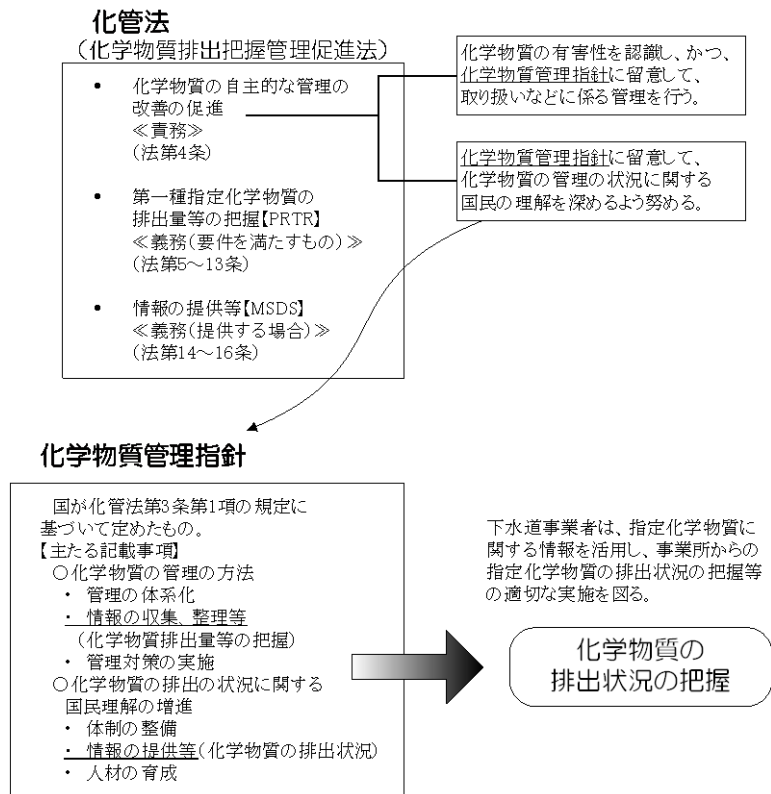 化管法
（化学物質排出把握管理促進法）
• 化学物質の自主的な管理の
改善の促進
≪責務≫
(法第4条)
• 第一種指定化学物質の
排出量等の把握【PRTR】
≪義務(要件を満たすもの)≫
(法第5～13条)
• 情報の提供等【MSDS】
≪義務(提供する場合)≫
(法第14～16条)
化学物質の有害性を認識し、かつ、
化学物質管理指針に留意して、
取り扱いなどに係る管理を行う。
化学物質管理指針に留意して、
化学物質の管理の状況に関する
国民の理解を深めるよう努める。
化学物質管理指針
国が化管法第3条第1項の規定に
基づいて定めたもの。
【主たる記載事項】
○化学物質の管理の方法
・ 管理の体系化
・ 情報の収集、整理等
（化学物質排出量等の把握）
・ 管理対策の実施
○化学物質の排出の状況に関する
国民理解の増進
・ 体制の整備
・ 情報の提供等(化学物質の排出状況)
・ 人材の育成
下水道事業者は、指定化学物質に
関する情報を活用し、事業所からの
指定化学物質の排出状況の把握等
の適切な実施を図る。
化学物質の
排出状況の把握